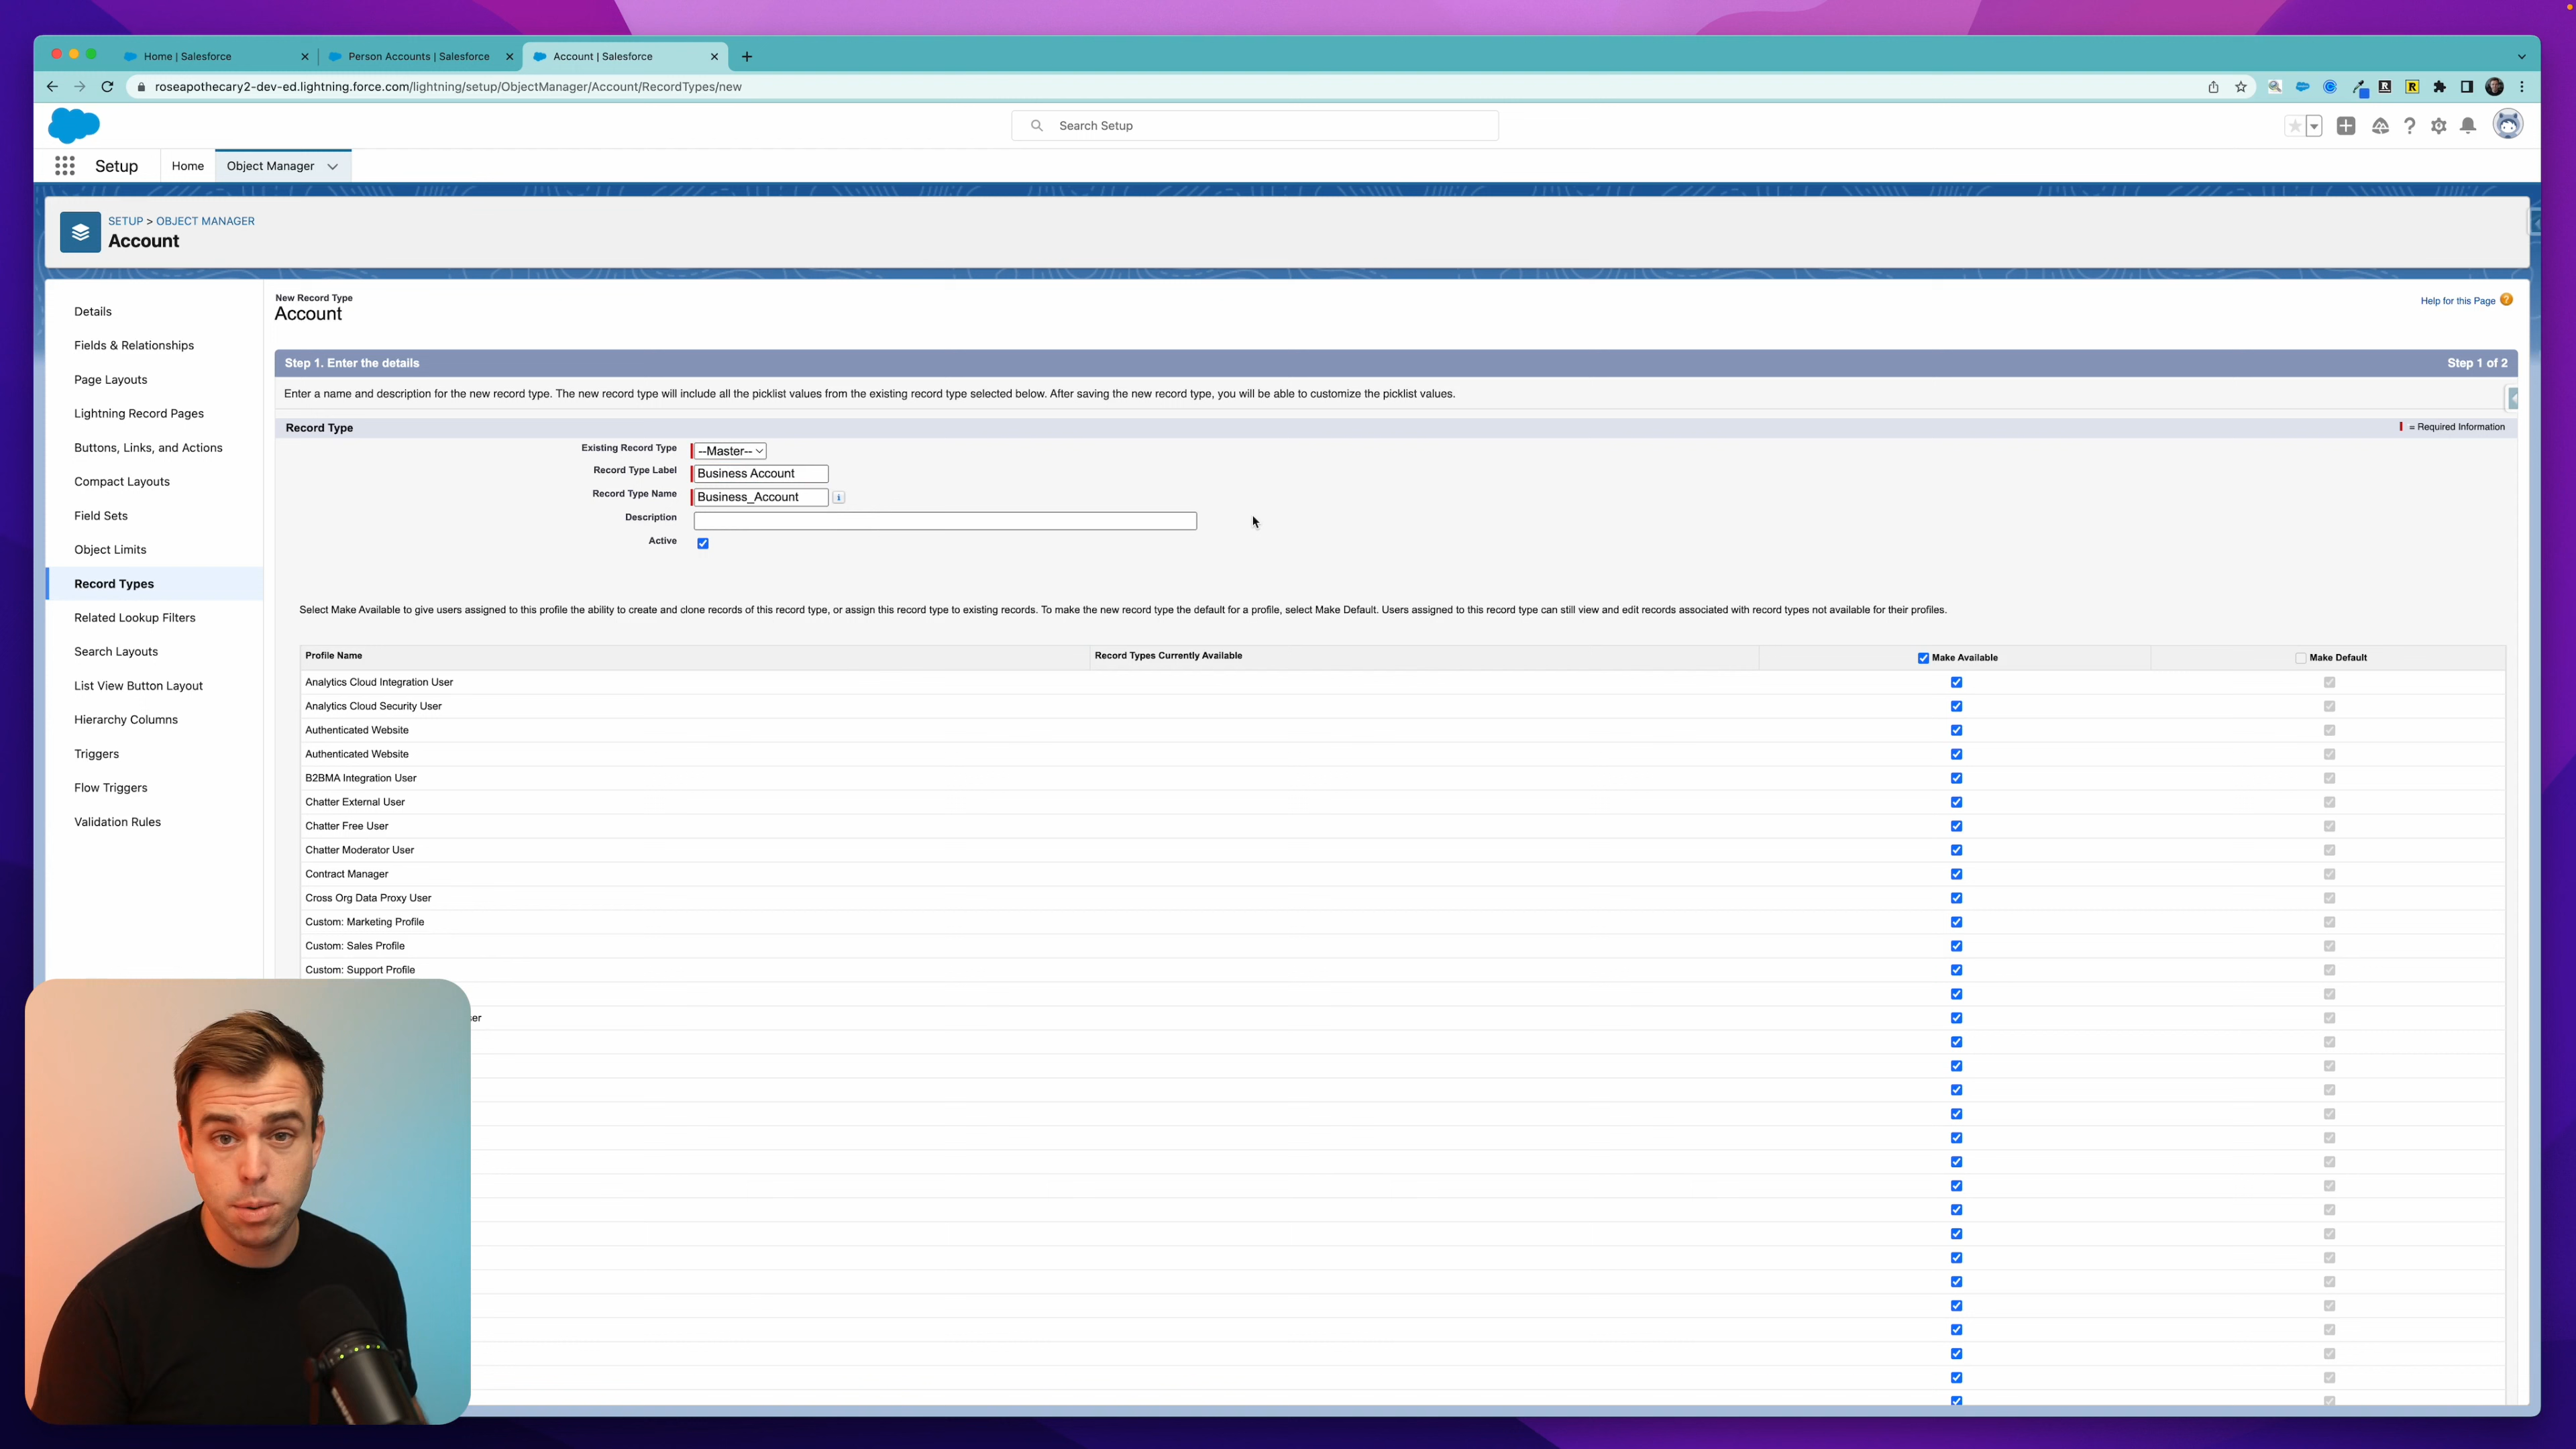 Home | Salesforce
Person Accounts | Salesforce
Account | Salesforce
roseapothecary2-dev-ed.lightning.force.com/lightning/setup/ObjectManager/Account/RecordTypes/new
Search Setup
Setup
Home
Object Manager
SETUP > OBJECT MANAGER
Account
Details
Fields & Relationships
Page Layouts
Lightning Record Pages
Buttons, Links, and Actions
Compact Layouts
Field Sets
Object Limits
Record Types
Related Lookup Filters
Search Layouts
List View Button Layout
Hierarchy Columns
Triggers
Flow Triggers
Validation Rules
New Record Type
Account
Help for this Page
Step 1. Enter the details
Step 1 of 2
Enter a name and description for the new record type. The new record type will include all the picklist values from the existing record type selected below. After saving the new record type, you will be able to customize the picklist values.
Record Type
= Required Information
Existing Record Type --Master--
Record Type Label Business Account
Record Type Name Business_Account
Description
Active
Select Make Available to give users assigned to this profile the ability to create and clone records of this record type, or assign this record type to existing records. To make the new record type the default for a profile, select Make Default. Users assigned to this record type can still view and edit records associated with record types not available for their profiles.
Profile Name Record Types Currently Available Make Available Make Default
Analytics Cloud Integration User
Analytics Cloud Security User
Authenticated Website
Authenticated Website
B2BMA Integration User
Chatter External User
Chatter Free User
Chatter Moderator User
Contract Manager
Cross Org Data Proxy User
Custom: Marketing Profile
Custom: Sales Profile
Custom: Support Profile